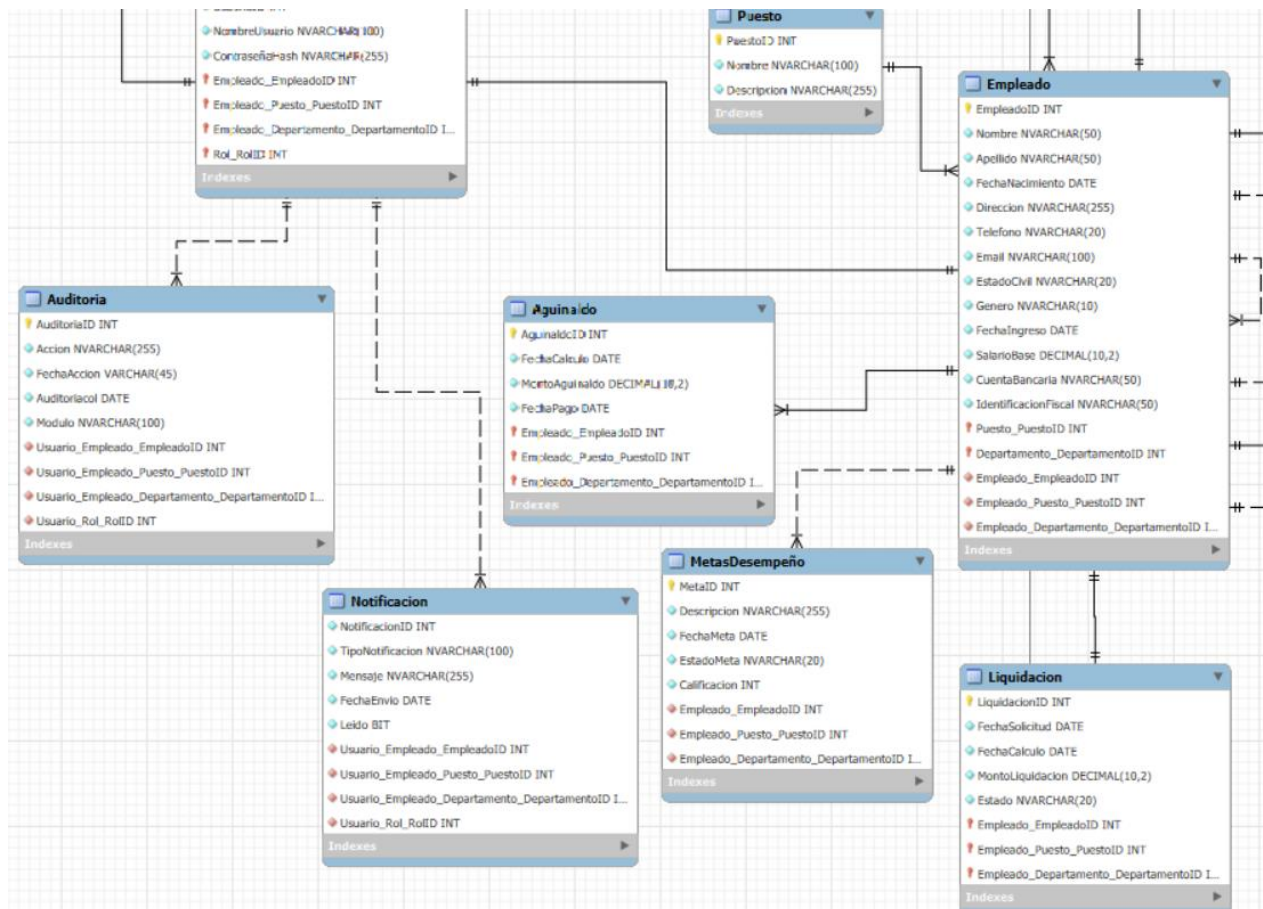 NombreUsuario NVARCHAR(100)
ContraseñaHash NVARCHAR(255)
Empleado_EmpleadoID INT
Empleado_Puesto_PuestoID INT
Empleado_Departamento_DepartamentoID I...
Rol_RolID INT
Indexes
Puesto
PuestoID INT
Nombre NVARCHAR(100)
Descripcion NVARCHAR(255)
Indexes
Empleado
EmpleadoID INT
Nombre NVARCHAR(50)
Apellido NVARCHAR(50)
FechaNacimiento DATE
Direccion NVARCHAR(255)
Telefono NVARCHAR(20)
Email NVARCHAR(100)
EstadoCivil NVARCHAR(20)
Genero NVARCHAR(10)
FechaIngreso DATE
SalarioBase DECIMAL(10,2)
CuentaBancaria NVARCHAR(50)
IdentificacionFiscal NVARCHAR(50)
Puesto_PuestoID INT
Departamento_DepartamentoID INT
Empleado_EmpleadoID INT
Empleado_Puesto_PuestoID INT
Empleado_Departamento_DepartamentoID I...
Indexes
Auditoria
AuditoriaID INT
Accion NVARCHAR(255)
FechaAccion VARCHAR(45)
Auditoriacol DATE
Modulo NVARCHAR(100)
Usuario_Empleado_EmpleadoID INT
Usuario_Empleado_Puesto_PuestoID INT
Usuario_Empleado_Departamento_DepartamentoID I...
Usuario_Rol_RolID INT
Indexes
Aguinaldo
AguinaldoID INT
FechaCalculo DATE
MontoAguinaldo DECIMAL(10,2)
FechaPago DATE
Empleado_EmpleadoID INT
Empleado_Puesto_PuestoID INT
Empleado_Departamento_DepartamentoID I...
Indexes
Notificacion
NotificacionID INT
TipoNotificacion NVARCHAR(100)
Mensaje NVARCHAR(255)
FechaEnvio DATE
Leido BIT
Usuario_Empleado_EmpleadoID INT
Usuario_Empleado_Puesto_PuestoID INT
Usuario_Empleado_Departamento_DepartamentoID I...
Usuario_Rol_RolID INT
Indexes
MetasDesempeño
MetaID INT
Descripcion NVARCHAR(255)
FechaMeta DATE
EstadoMeta NVARCHAR(20)
Calificacion INT
Empleado_EmpleadoID INT
Empleado_Puesto_PuestoID INT
Empleado_Departamento_DepartamentoID I...
Indexes
Liquidacion
LiquidacionID INT
FechaSolicitud DATE
FechaCalculo DATE
MontoLiquidacion DECIMAL(10,2)
Estado NVARCHAR(20)
Empleado_EmpleadoID INT
Empleado_Puesto_PuestoID INT
Empleado_Departamento_DepartamentoID I...
Indexes